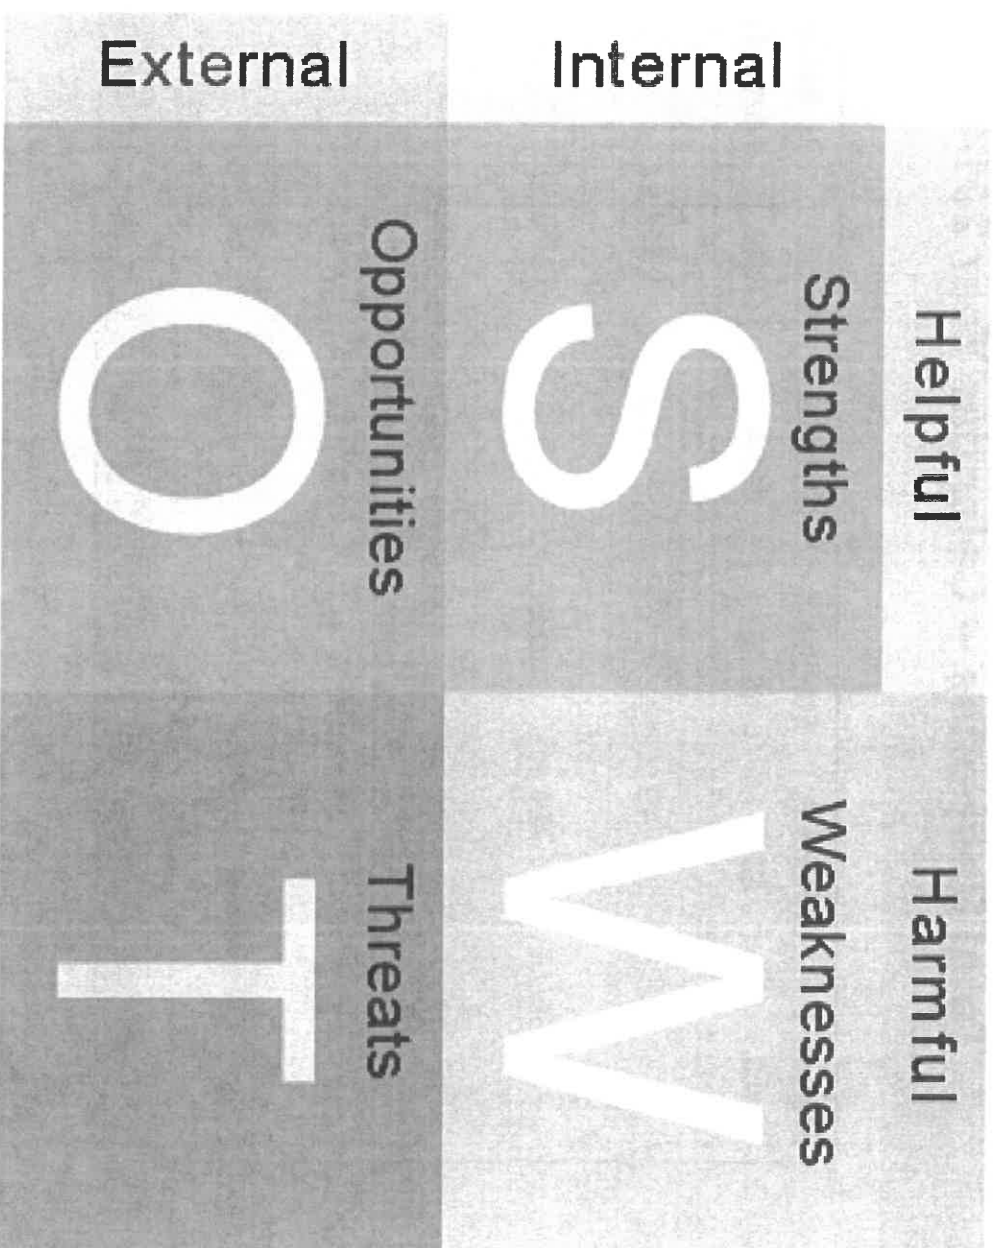 Helpful
Harmful
Internal
Strengths
S
Weaknesses
W
External
Opportunities
O
Threats
T